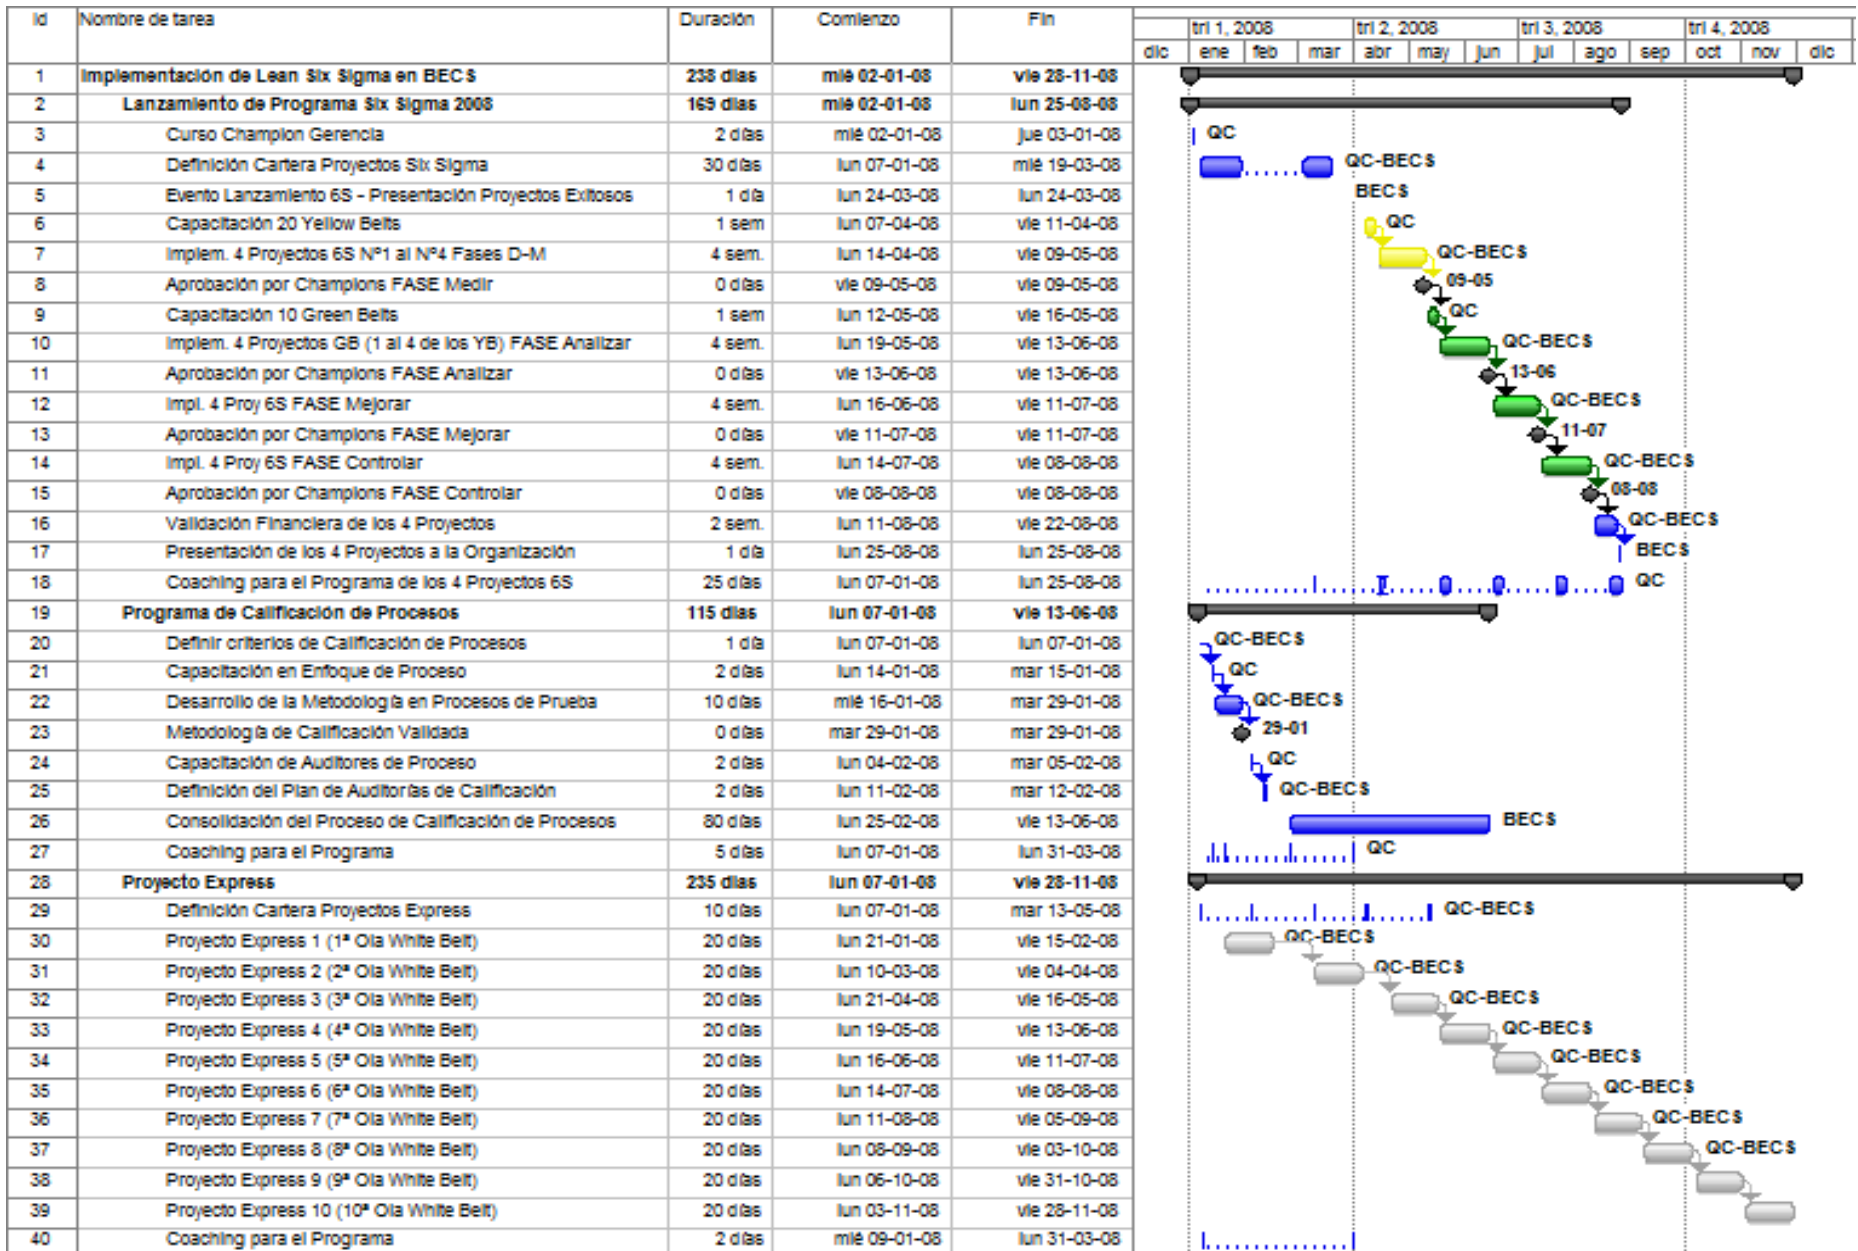 Id Nombre de tarea Duración Comienzo Fin
tri 1, 2008 tri 2, 2008 tri 3, 2008 tri 4, 2008
dic ene feb mar abr may jun jul ago sep oct nov dic
1 Implementación de Lean Six Sigma en BECS 238 días mié 02-01-08 vie 28-11-08
2 Lanzamiento de Programa Six Sigma 2008 169 días mié 02-01-08 lun 25-08-08
3 Curso Champion Gerencia 2 días mié 02-01-08 jue 03-01-08 QC
4 Definición Cartera Proyectos Six Sigma 30 días lun 07-01-08 mié 19-03-08 QC-BECS
5 Evento Lanzamiento 6S - Presentación Proyectos Exitosos 1 día lun 24-03-08 lun 24-03-08 BECS
6 Capacitación 20 Yellow Belts 1 sem lun 07-04-08 vie 11-04-08 QC
7 Implem. 4 Proyectos 6S Nº1 al Nº4 Fases D-M 4 sem. lun 14-04-08 vie 09-05-08 QC-BECS
8 Aprobación por Champions FASE Medir 0 días vie 09-05-08 vie 09-05-08 09-05
9 Capacitación 10 Green Belts 1 sem lun 12-05-08 vie 16-05-08 QC
10 Implem. 4 Proyectos GB (1 al 4 de los YB) FASE Analizar 4 sem. lun 19-05-08 vie 13-06-08 QC-BECS
11 Aprobación por Champions FASE Analizar 0 días vie 13-06-08 vie 13-06-08 13-06
12 Impl. 4 Proy 6S FASE Mejorar 4 sem. lun 16-06-08 vie 11-07-08 QC-BECS
13 Aprobación por Champions FASE Mejorar 0 días vie 11-07-08 vie 11-07-08 11-07
14 Impl. 4 Proy 6S FASE Controlar 4 sem. lun 14-07-08 vie 08-08-08 QC-BECS
15 Aprobación por Champions FASE Controlar 0 días vie 08-08-08 vie 08-08-08 08-08
16 Validación Financiera de los 4 Proyectos 2 sem. lun 11-08-08 vie 22-08-08 QC-BECS
17 Presentación de los 4 Proyectos a la Organización 1 día lun 25-08-08 lun 25-08-08 BECS
18 Coaching para el Programa de los 4 Proyectos 6S 25 días lun 07-01-08 lun 25-08-08 QC
19 Programa de Calificación de Procesos 115 días lun 07-01-08 vie 13-06-08
20 Definir criterios de Calificación de Procesos 1 día lun 07-01-08 lun 07-01-08 QC-BECS
21 Capacitación en Enfoque de Proceso 2 días lun 14-01-08 mar 15-01-08 QC
22 Desarrollo de la Metodología en Procesos de Prueba 10 días mié 16-01-08 mar 29-01-08 QC-BECS
23 Metodología de Calificación Validada 0 días mar 29-01-08 mar 29-01-08 29-01
24 Capacitación de Auditores de Proceso 2 días lun 04-02-08 mar 05-02-08 QC
25 Definición del Plan de Auditorías de Calificación 2 días lun 11-02-08 mar 12-02-08 QC-BECS
26 Consolidación del Proceso de Calificación de Procesos 80 días lun 25-02-08 vie 13-06-08 BECS
27 Coaching para el Programa 5 días lun 07-01-08 lun 31-03-08 QC
28 Proyecto Express 235 días lun 07-01-08 vie 28-11-08
29 Definición Cartera Proyectos Express 10 días lun 07-01-08 mar 13-05-08 QC-BECS
30 Proyecto Express 1 (1ª Ola White Belt) 20 días lun 21-01-08 vie 15-02-08 QC-BECS
31 Proyecto Express 2 (2ª Ola White Belt) 20 días lun 10-03-08 vie 04-04-08 QC-BECS
32 Proyecto Express 3 (3ª Ola White Belt) 20 días lun 21-04-08 vie 16-05-08 QC-BECS
33 Proyecto Express 4 (4ª Ola White Belt) 20 días lun 19-05-08 vie 13-06-08 QC-BECS
34 Proyecto Express 5 (5ª Ola White Belt) 20 días lun 16-06-08 vie 11-07-08 QC-BECS
35 Proyecto Express 6 (6ª Ola White Belt) 20 días lun 14-07-08 vie 08-08-08 QC-BECS
36 Proyecto Express 7 (7ª Ola White Belt) 20 días lun 11-08-08 vie 05-09-08 QC-BECS
37 Proyecto Express 8 (8ª Ola White Belt) 20 días lun 08-09-08 vie 03-10-08 QC-BECS
38 Proyecto Express 9 (9ª Ola White Belt) 20 días lun 06-10-08 vie 31-10-08
39 Proyecto Express 10 (10ª Ola White Belt) 20 días lun 03-11-08 vie 28-11-08
40 Coaching para el Programa 2 días mié 09-01-08 lun 31-03-08